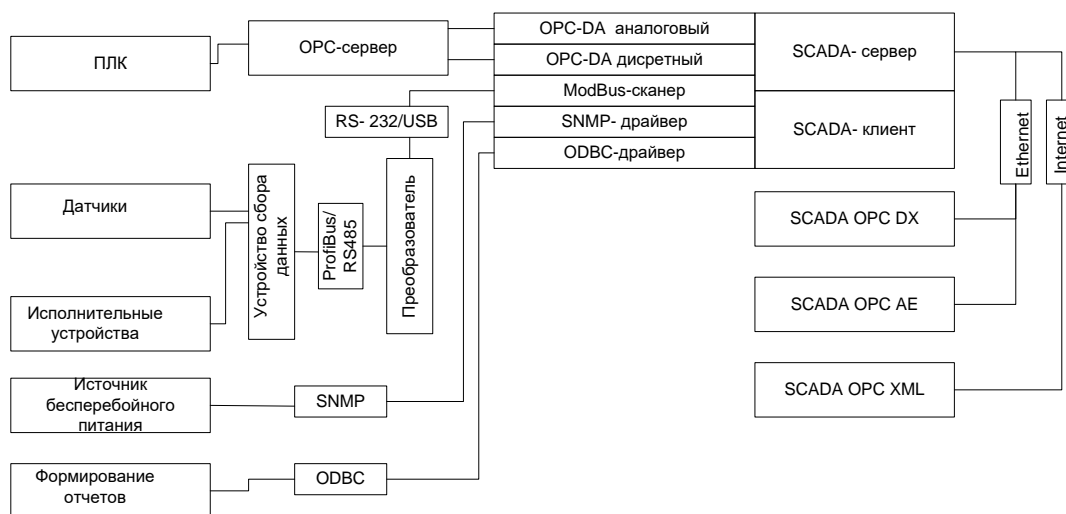 ПЛК
OPC-сервер
OPC-DA аналоговый
OPC-DA дисретный
ModBus-сканер
SNMP- драйвер
ODBC-драйвер
SCADA- сервер
SCADA- клиент
RS- 232/USB
Ethernet
Internet
Датчики
Исполнительные
устройства
Устройство сбора
данных
ProfiBus/
RS485
Преобразователь
SCADA OPC DX
SCADA OPC AE
SCADA OPC XML
Источник
бесперебойного
питания
SNMP
Формирование
отчетов
ODBC